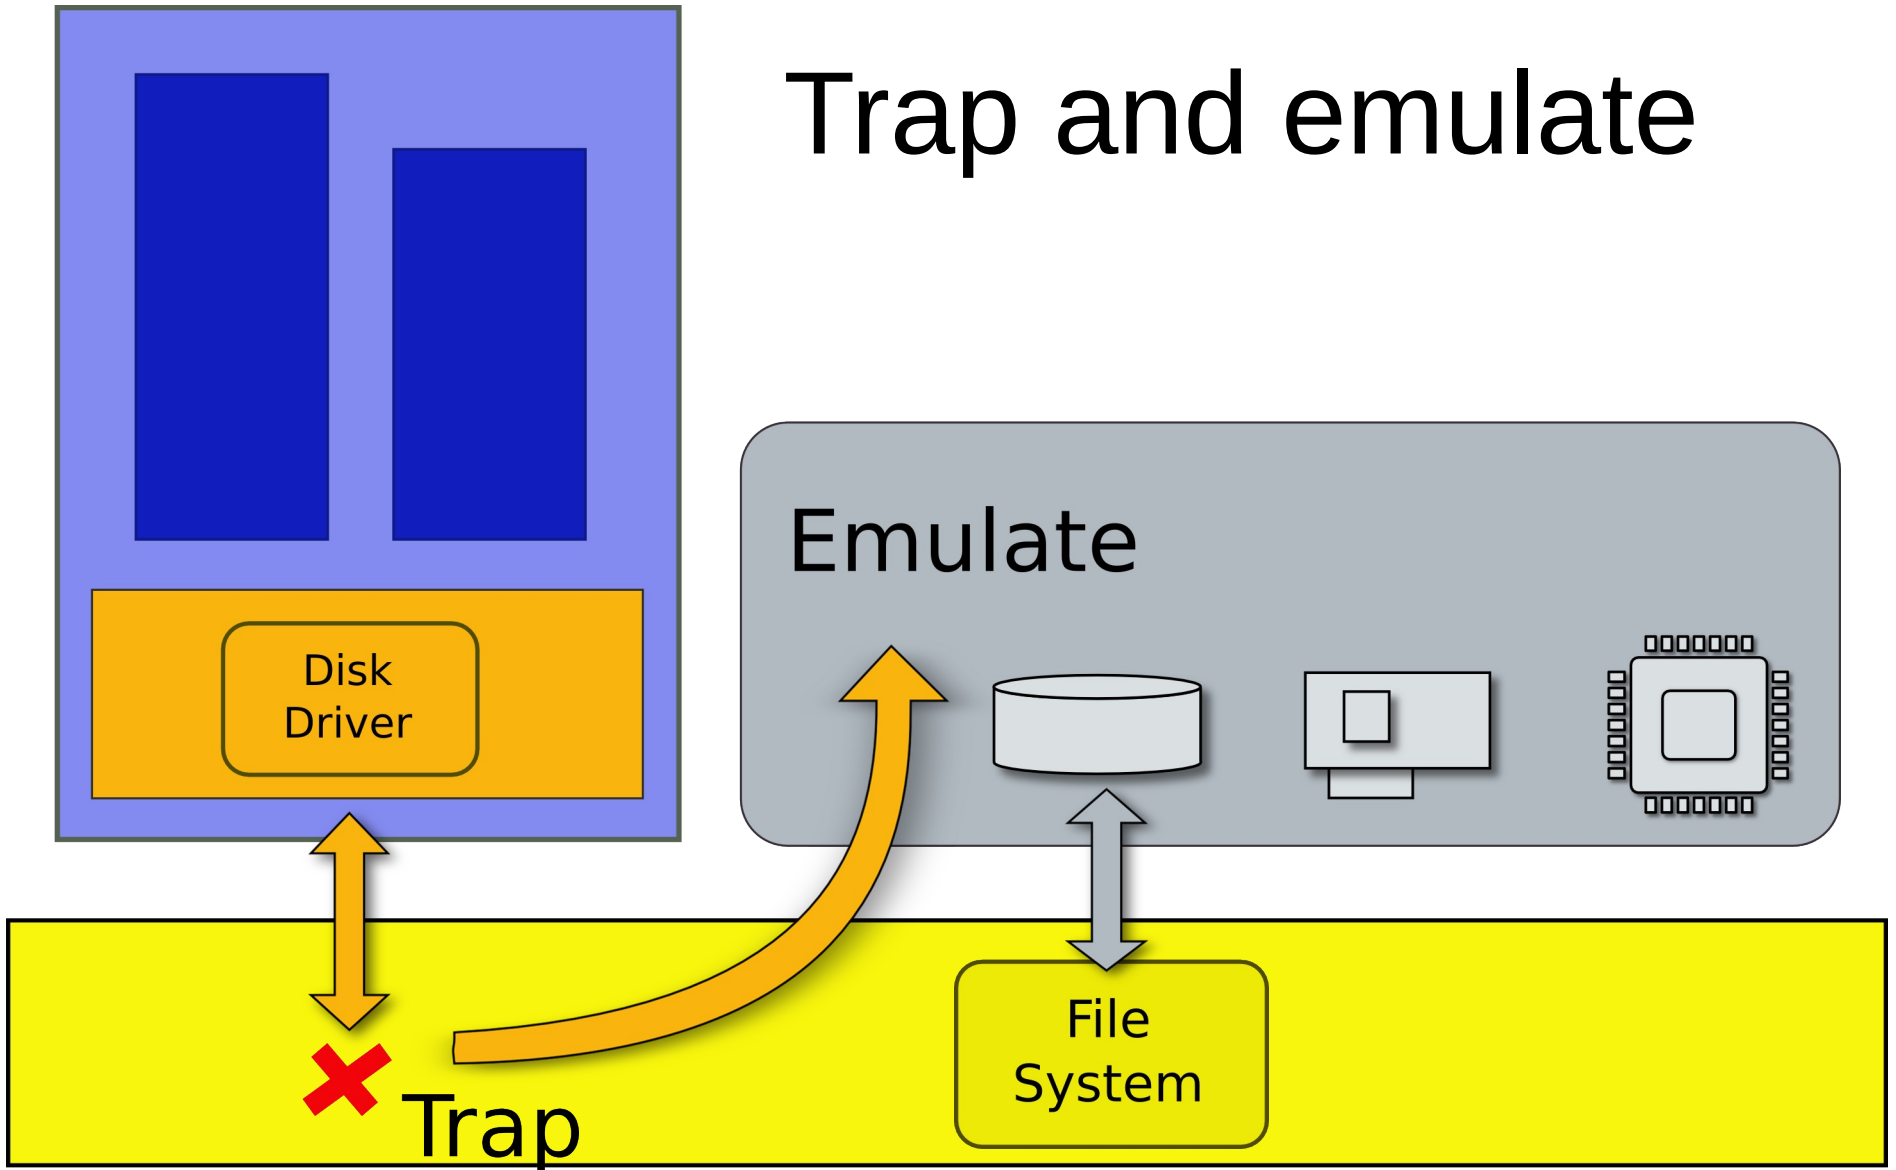 Trap and emulate
Emulate
Disk
Driver
File
System
Trap